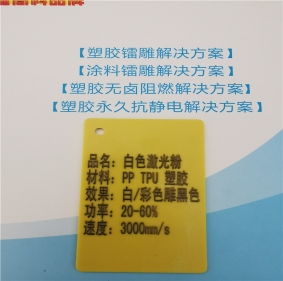 【塑胶镭雕解决方案】
【涂料镭雕解决方案】
【塑胶无卤阻燃解决方案】
【塑胶永久抗静电解决方案】
品名: 白色激光粉
材料: PP TPU 塑胶
效果: 白/彩色雕黑色
功率: 20-60%
速度: 3000mm/s